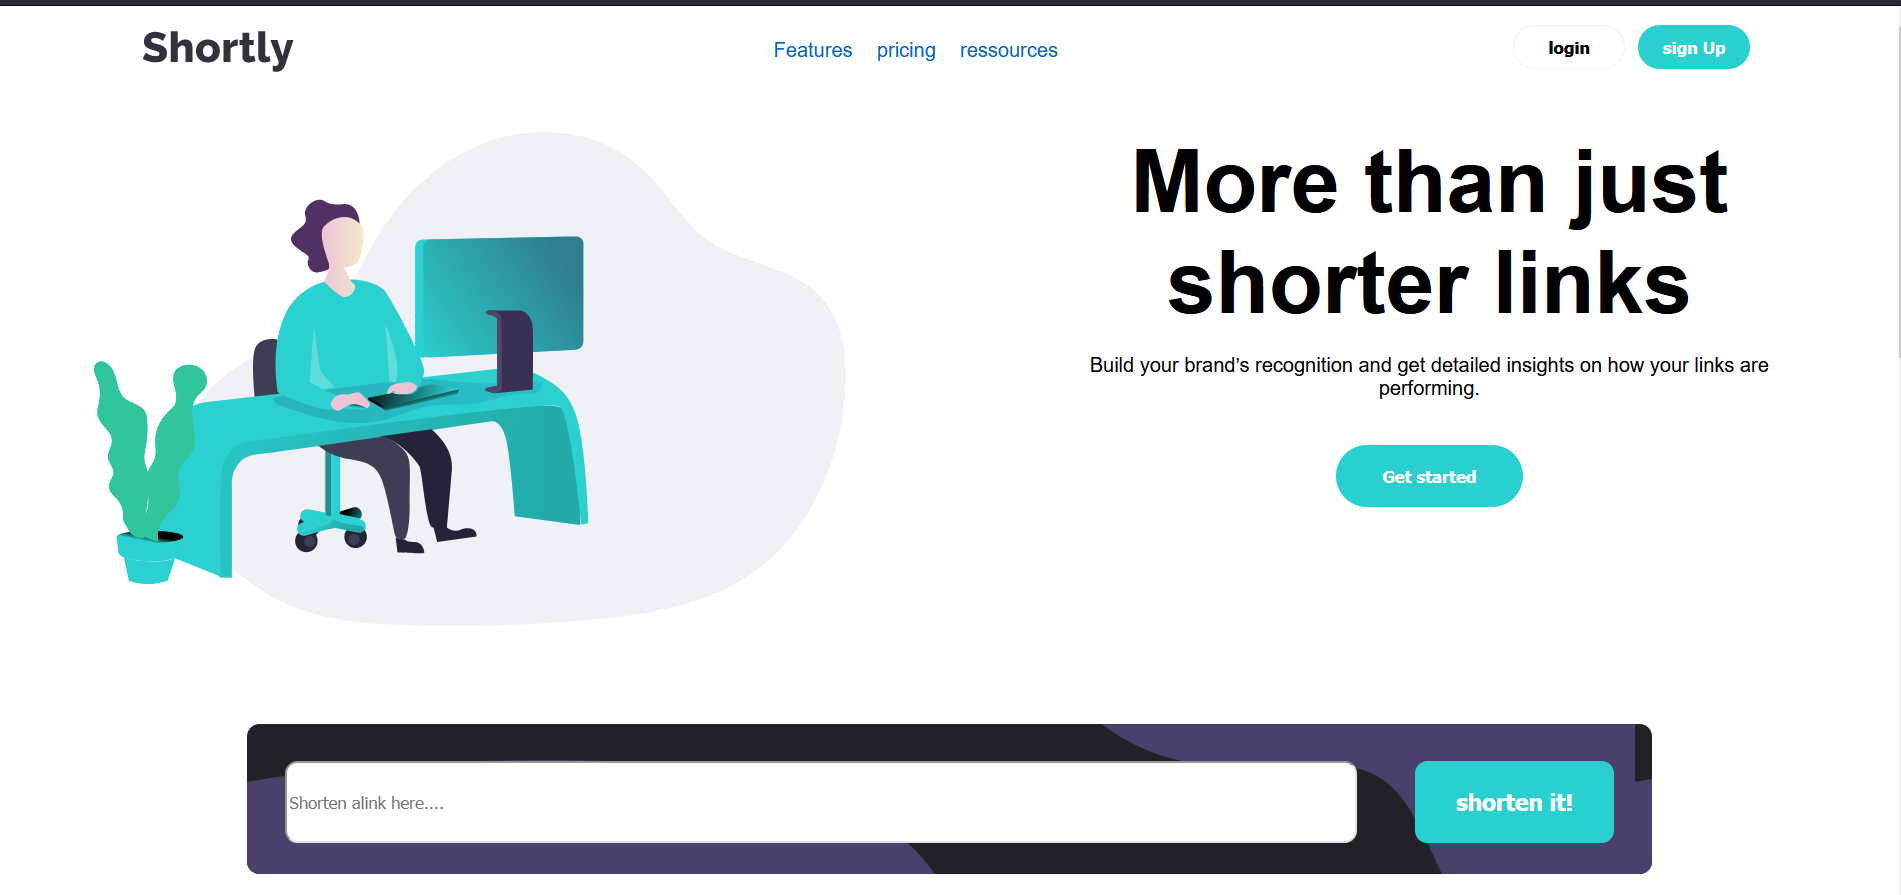 Shortly
Features pricing ressources
login
sign Up
More than just
shorter links
Build your brand’s recognition and get detailed insights on how your links are
performing.
Get started
Shorten alink here....
shorten it!